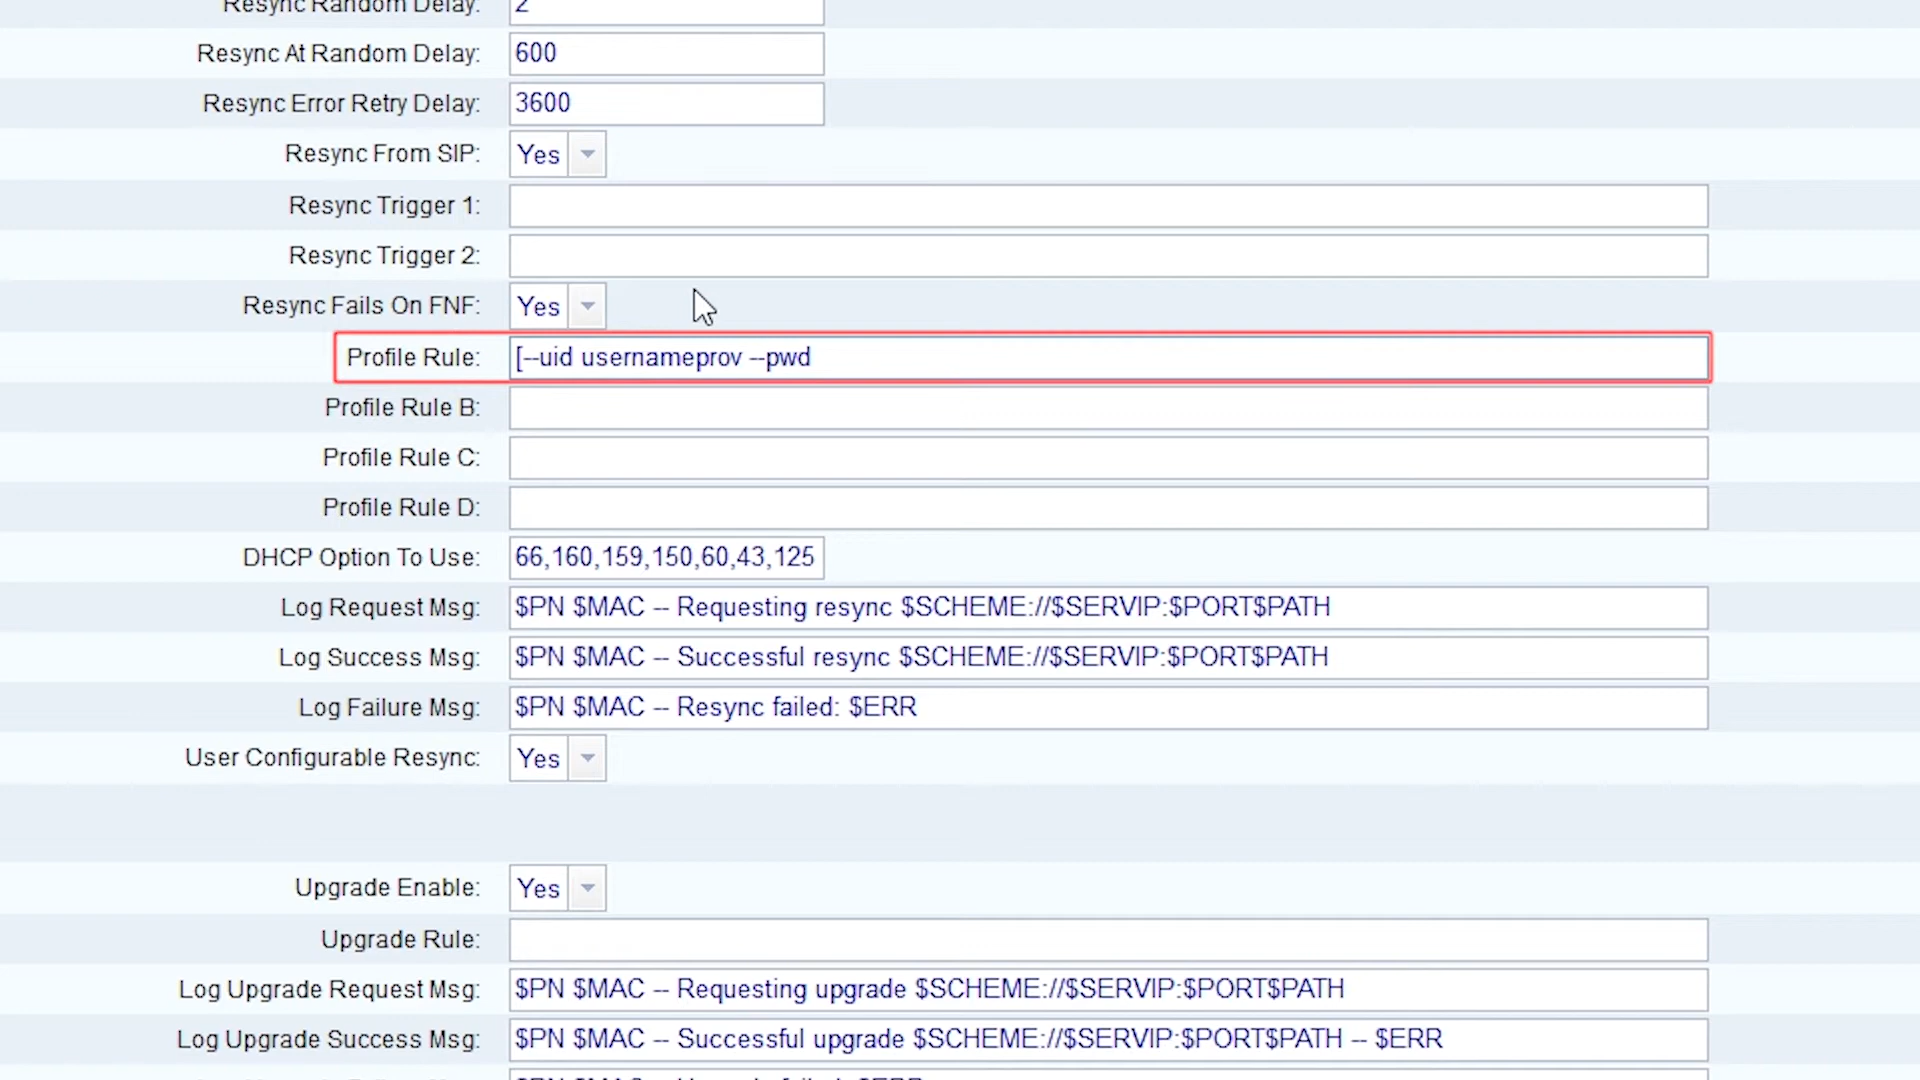 Resync Random Delay: 2
Resync At Random Delay: 600
Resync Error Retry Delay: 3600
Resync From SIP: Yes
Resync Trigger 1:
Resync Trigger 2:
Resync Fails On FNF: Yes
Profile Rule: [--uid usernameprov --pwd
Profile Rule B:
Profile Rule C:
Profile Rule D:
DHCP Option To Use: 66,160,159,150,60,43,125
Log Request Msg: $PN $MAC -- Requesting resync $SCHEME://$SERVIP:$PORT$PATH
Log Success Msg: $PN $MAC -- Successful resync $SCHEME://$SERVIP:$PORT$PATH
Log Failure Msg: $PN $MAC -- Resync failed: $ERR
User Configurable Resync: Yes
Upgrade Enable: Yes
Upgrade Rule:
Log Upgrade Request Msg: $PN $MAC -- Requesting upgrade $SCHEME://$SERVIP:$PORT$PATH
Log Upgrade Success Msg: $PN $MAC -- Successful upgrade $SCHEME://$SERVIP:$PORT$PATH -- $ERR